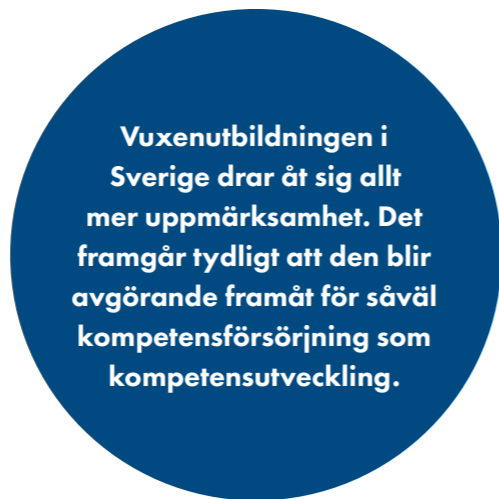 Vuxenutbildningen i
Sverige drar åt sig allt
mer uppmärksamhet. Det
framgår tydligt att den blir
avgörande framåt för såväl
kompetensförsörjning som
kompetensutveckling.